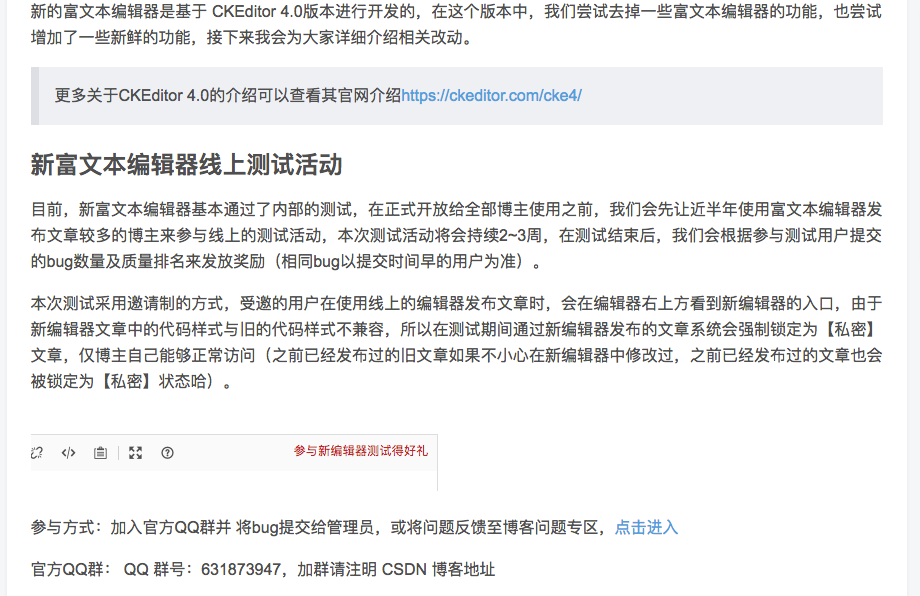 新的富文本编辑器是基于 CKEditor 4.0版本进行开发的，在这个版本中，我们尝试去掉一些富文本编辑器的功能，也尝试
增加了一些新鲜的功能，接下来我会为大家详细介绍相关改动。
更多关于CKEditor 4.0的介绍可以查看其官网介绍https://ckeditor.com/cke4/
新富文本编辑器线上测试活动
目前，新富文本编辑器基本通过了内部的测试，在正式开放给全部博主使用之前，我们会先让近半年使用富文本编辑器发
布文章较多的博主来参与线上的测试活动，本次测试活动将会持续2~3周，在测试结束后，我们会根据参与测试用户提交
的bug数量及质量排名来发放奖励（相同bug以提交时间早的用户为准）。
本次测试采用邀请制的方式，受邀的用户在使用线上的编辑器发布文章时，会在编辑器右上方看到新编辑器的入口，由于
新编辑器文章中的代码样式与旧的代码样式不兼容，所以在测试期间通过新编辑器发布的文章系统会强制锁定为【私密】
文章，仅博主自己能够正常访问（之前已经发布过的旧文章如果不小心在新编辑器中修改过，之前已经发布过的文章也会
被锁定为【私密】状态哈）。
参与新编辑器测试得好礼
参与方式：加入官方QQ群并 将bug提交给管理员，或将问题反馈至博客问题专区，点击进入
官方QQ群： QQ 群号：631873947，加群请注明 CSDN 博客地址